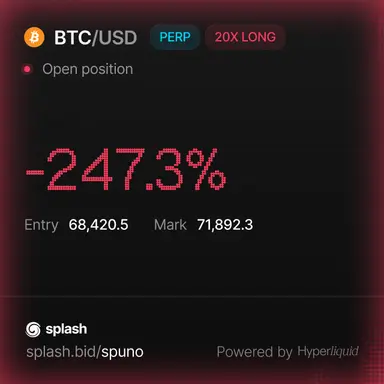 BTC/USD PERP 20X LONG
Open position
-247.3%
Entry 68,420.5 Mark 71,892.3
splash
splash.bid/spuno Powered by Hyperliquid